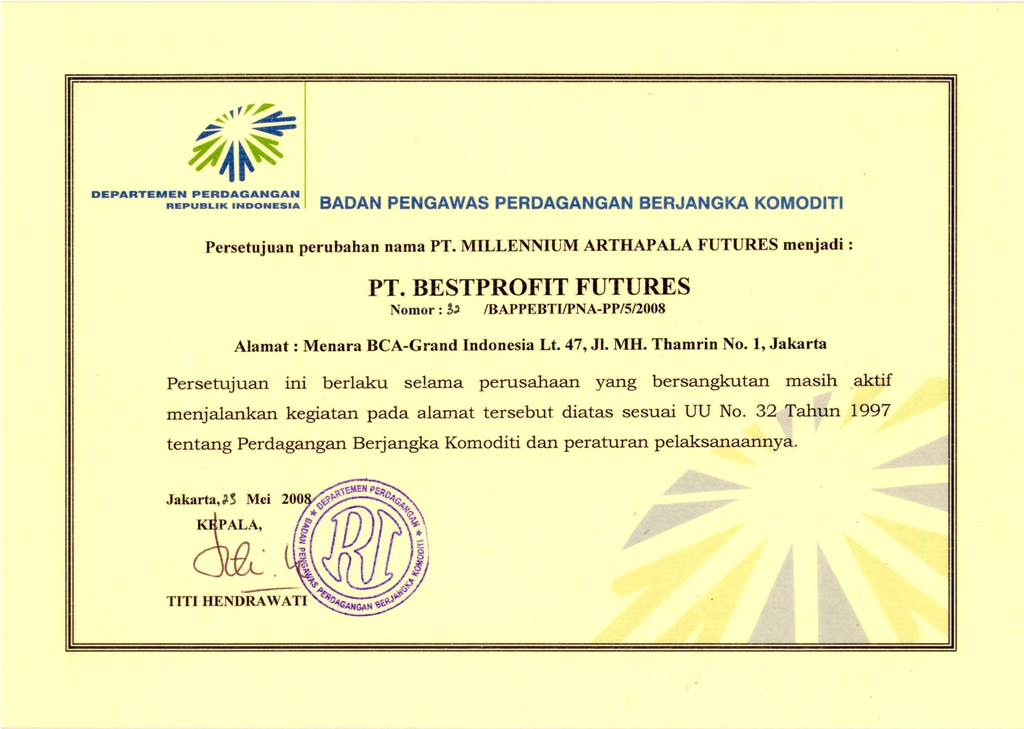 DEPARTEMEN PERDAGANGAN
REPUBLIK INDONESIA
BADAN PENGAWAS PERDAGANGAN BERJANGKA KOMODITI
Persetujuan perubahan nama PT. MILLENNIUM ARTHAPALA FUTURES menjadi :
PT. BESTPROFIT FUTURES
Nomor : 32 /BAPPEBTI/PNA-PP/5/2008
Alamat : Menara BCA-Grand Indonesia Lt. 47, Jl. MH. Thamrin No. 1, Jakarta
Persetujuan ini berlaku selama perusahaan yang bersangkutan masih aktif
menjalankan kegiatan pada alamat tersebut diatas sesuai UU No. 32 Tahun 1997
tentang Perdagangan Berjangka Komoditi dan peraturan pelaksanaannya.
Jakarta, Mei 2008
KEPALA,
TITI HENDRAWATI
DEPARTEMEN PERDAGANGAN
RI
BADAN PENGAWAS PERDAGANGAN BERJANGKA KOMODITI